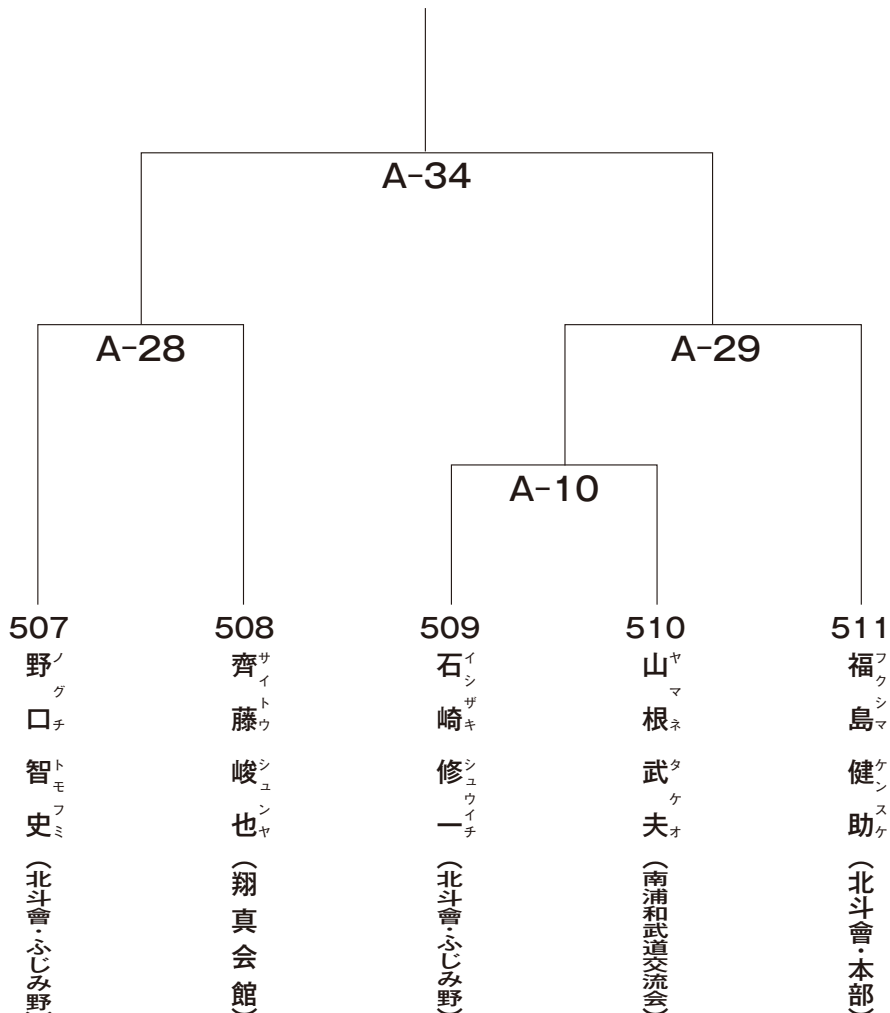 A-34
A-28
A-29
A-10
507
野口智史
ノグチトモフミ
(北斗會・ふじみ野)
508
齊藤峻也
サイトウシュンヤ
(翔真会館)
509
石崎修一
イシザキシュウイチ
(北斗會・ふじみ野)
510
山根武夫
ヤマネタケオ
(南浦和武道交流会)
511
福島健助
フクシマケンスケ
(北斗會・本部)